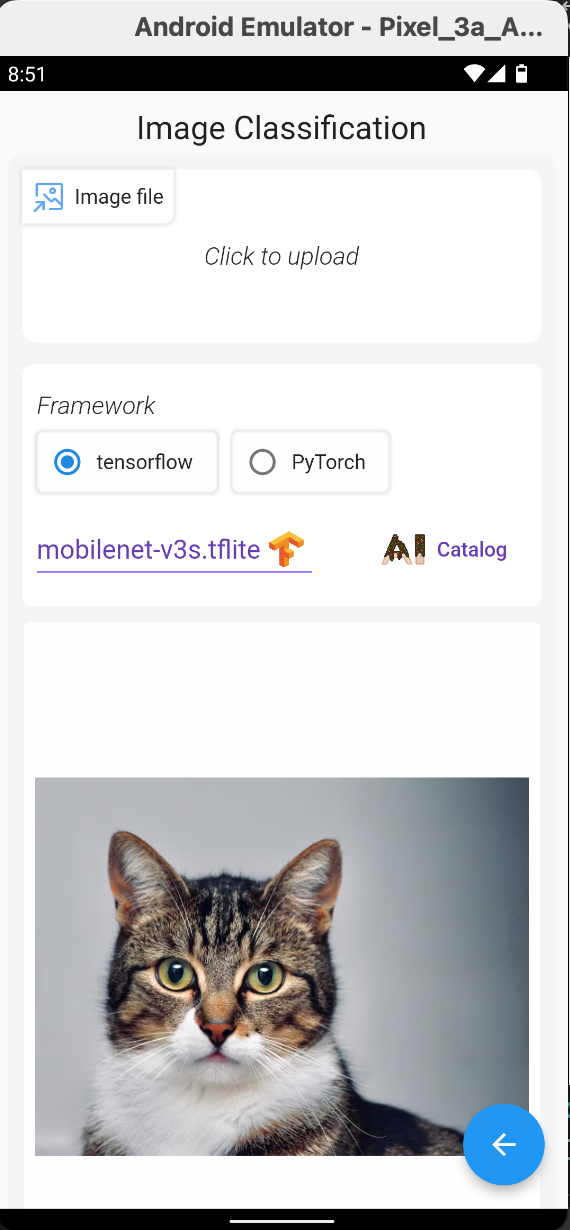 Android Emulator - Pixel_3a_A...
8:51
Image Classification
Image file
Click to upload
Framework
tensorflow
PyTorch
mobilenet-v3s.tflite
AI Catalog